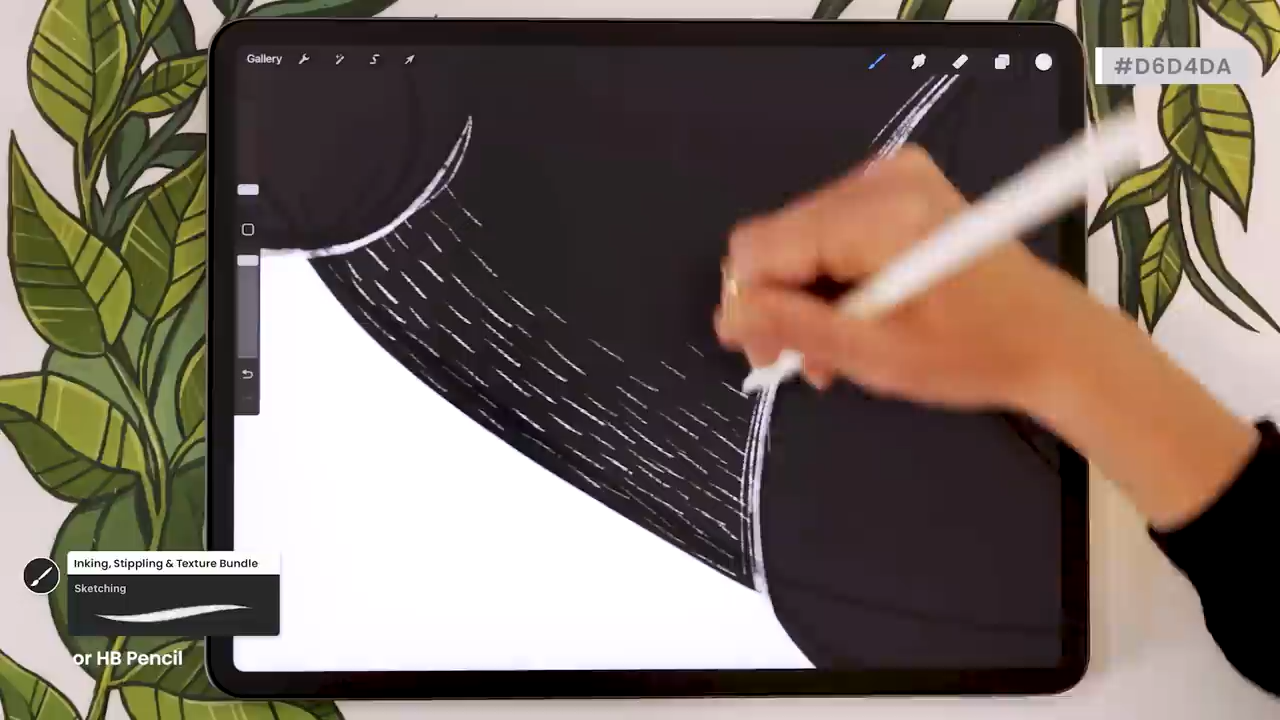 Gallery
#D6D4DA
Inking, Stippling & Texture Bundle
Sketching
or HB Pencil